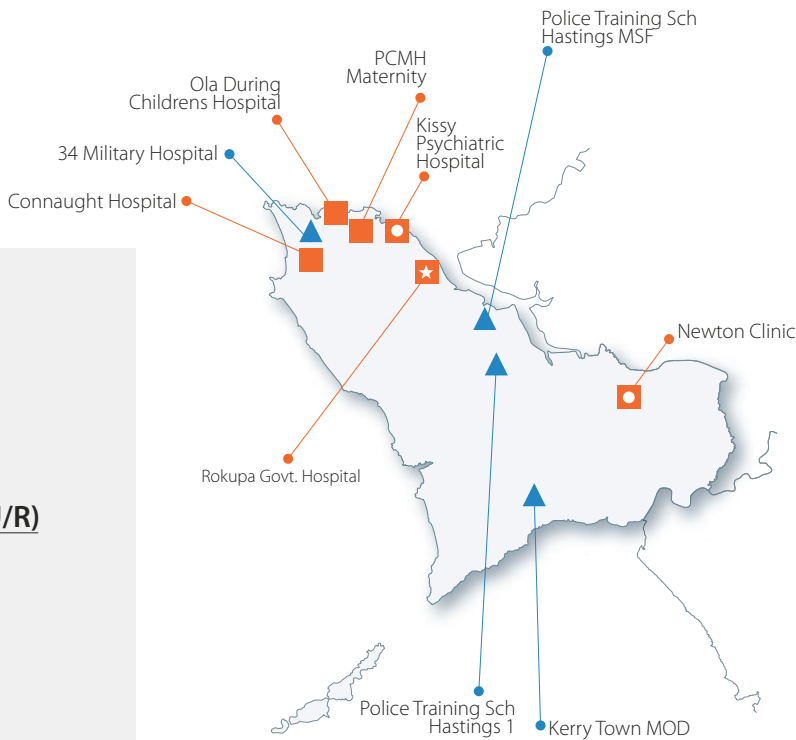 Police Training Sch
Hastings MSF
PCMH
Maternity
Ola During
Childrens Hospital
Kissy
Psychiatric
Hospital
34 Military Hospital
Connaught Hospital
Newton Clinic
Rokupa Govt. Hospital
/R)
Police Training Sch
Hastings 1
Kerry Town MOD